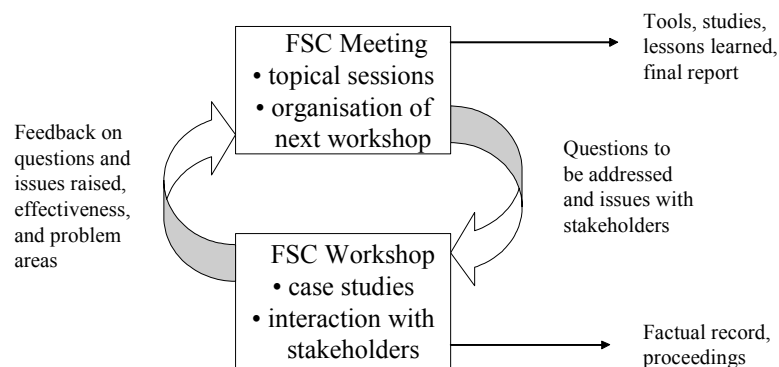 FSC Meeting
• topical sessions
• organisation of
next workshop
Tools, studies,
lessons learned,
final report
Feedback on
questions and
issues raised,
effectiveness,
and problem
areas
Questions to
be addressed
and issues with
stakeholders
FSC Workshop
• case studies
• interaction with
stakeholders
Factual record,
proceedings